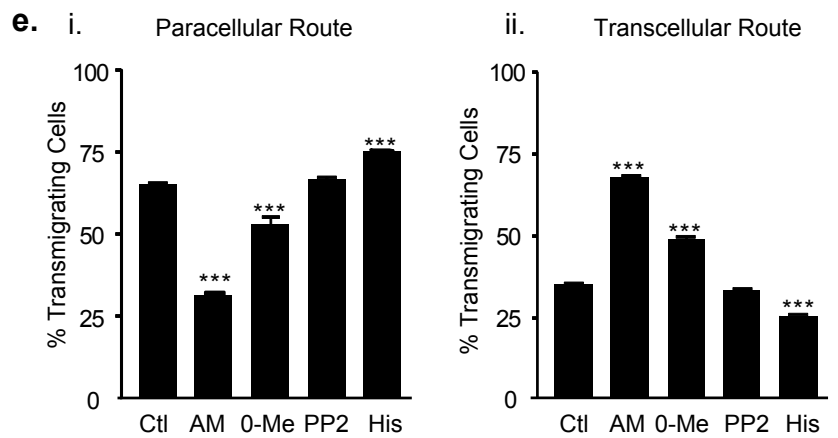 e. i. Paracellular Route
% Transmigrating Cells
100
75
50
25
0
***
***
***
Ctl AM 0-Me PP2 His
ii. Transcellular Route
% Transmigrating Cells
100
75
50
25
0
***
***
***
Ctl AM 0-Me PP2 His